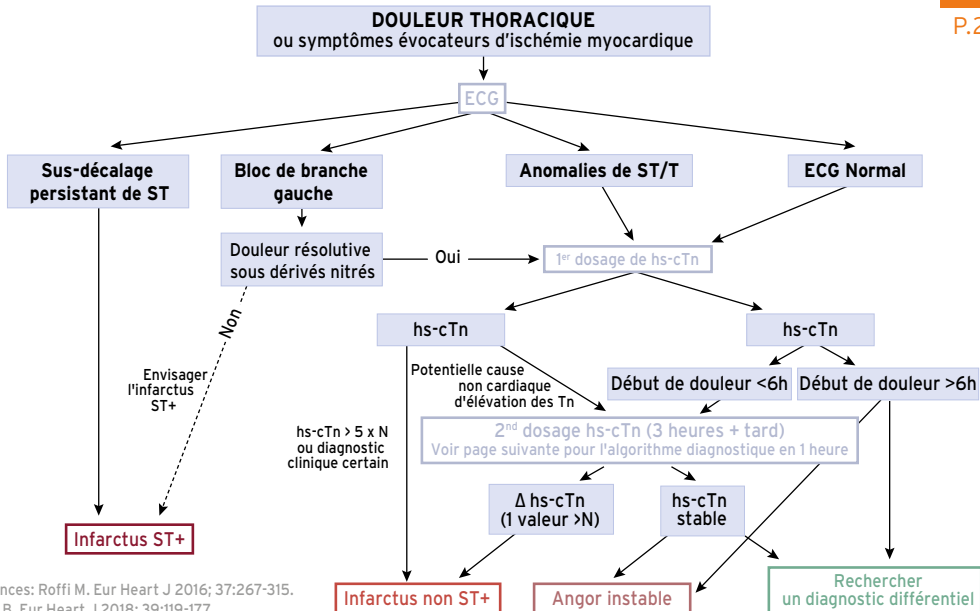 P.2
DOULEUR THORACIQUE
ou symptômes évocateurs d'ischémie myocardique
ECG
Sus-décalage
persistant de ST
Bloc de branche
gauche
Anomalies de ST/T
ECG Normal
Douleur résolutive
sous dérivés nitrés
Oui
1er dosage de hs-cTn
Non
Envisager
l'infarctus
ST+
hs-cTn
hs-cTn
Potentielle cause
non cardiaque
d'élévation des Tn
Début de douleur <6h
Début de douleur >6h
hs-cTn > 5 x N
ou diagnostic
clinique certain
2nd dosage hs-cTn (3 heures + tard)
Voir page suivante pour l'algorithme diagnostique en 1 heure
Δ hs-cTn
(1 valeur >N)
hs-cTn
stable
Infarctus ST+
Infarctus non ST+
Angor instable
Rechercher
un diagnostic différentiel
nces: Roffi M. Eur Heart J 2016; 37:267-315.
B. Eur Heart J 2018; 39:119-177